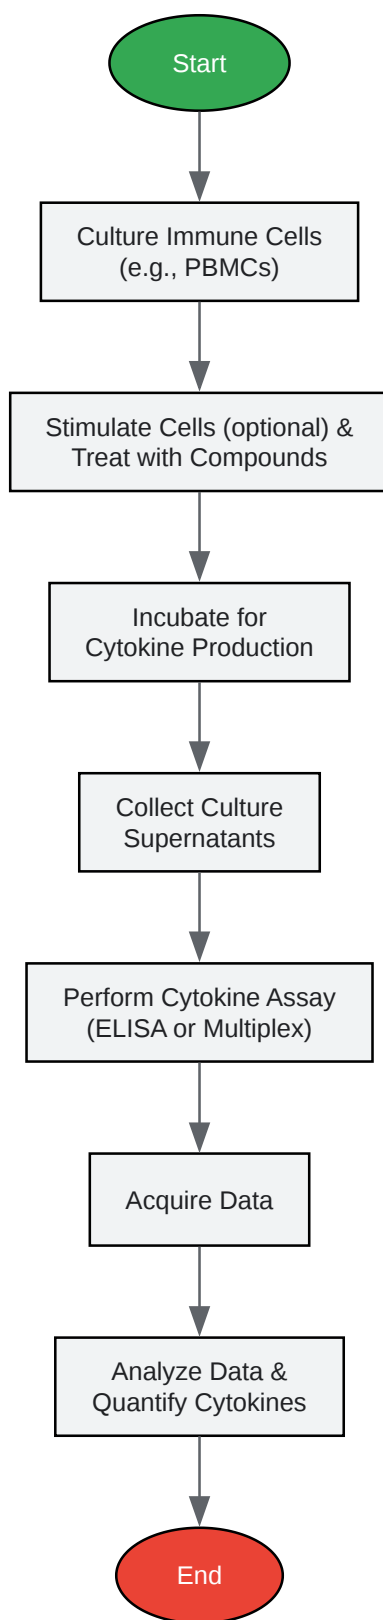 Start
Culture Immune Cells
(e.g., PBMCs)
Stimulate Cells (optional) &
Treat with Compounds
Incubate for
Cytokine Production
Collect Culture
Supernatants
Perform Cytokine Assay
(ELISA or Multiplex)
Acquire Data
Analyze Data &
Quantify Cytokines
End